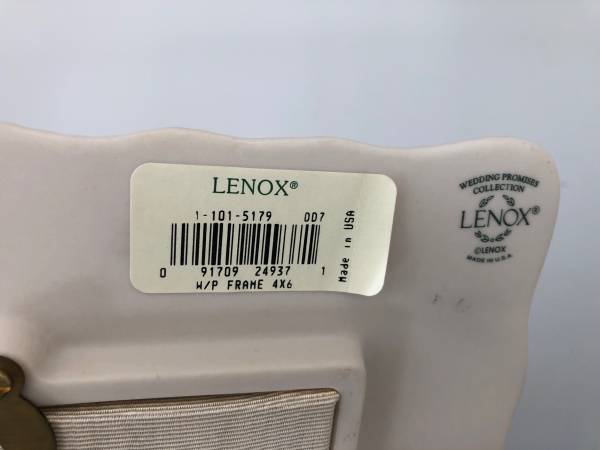 LENOX®
1-101-5179 DD7
0 91709 24937 1
W/P FRAME 4X6
Made in USA
WEDDING PROMISES
COLLECTION
LENOX®
©LENOX
MADE IN U.S.A.